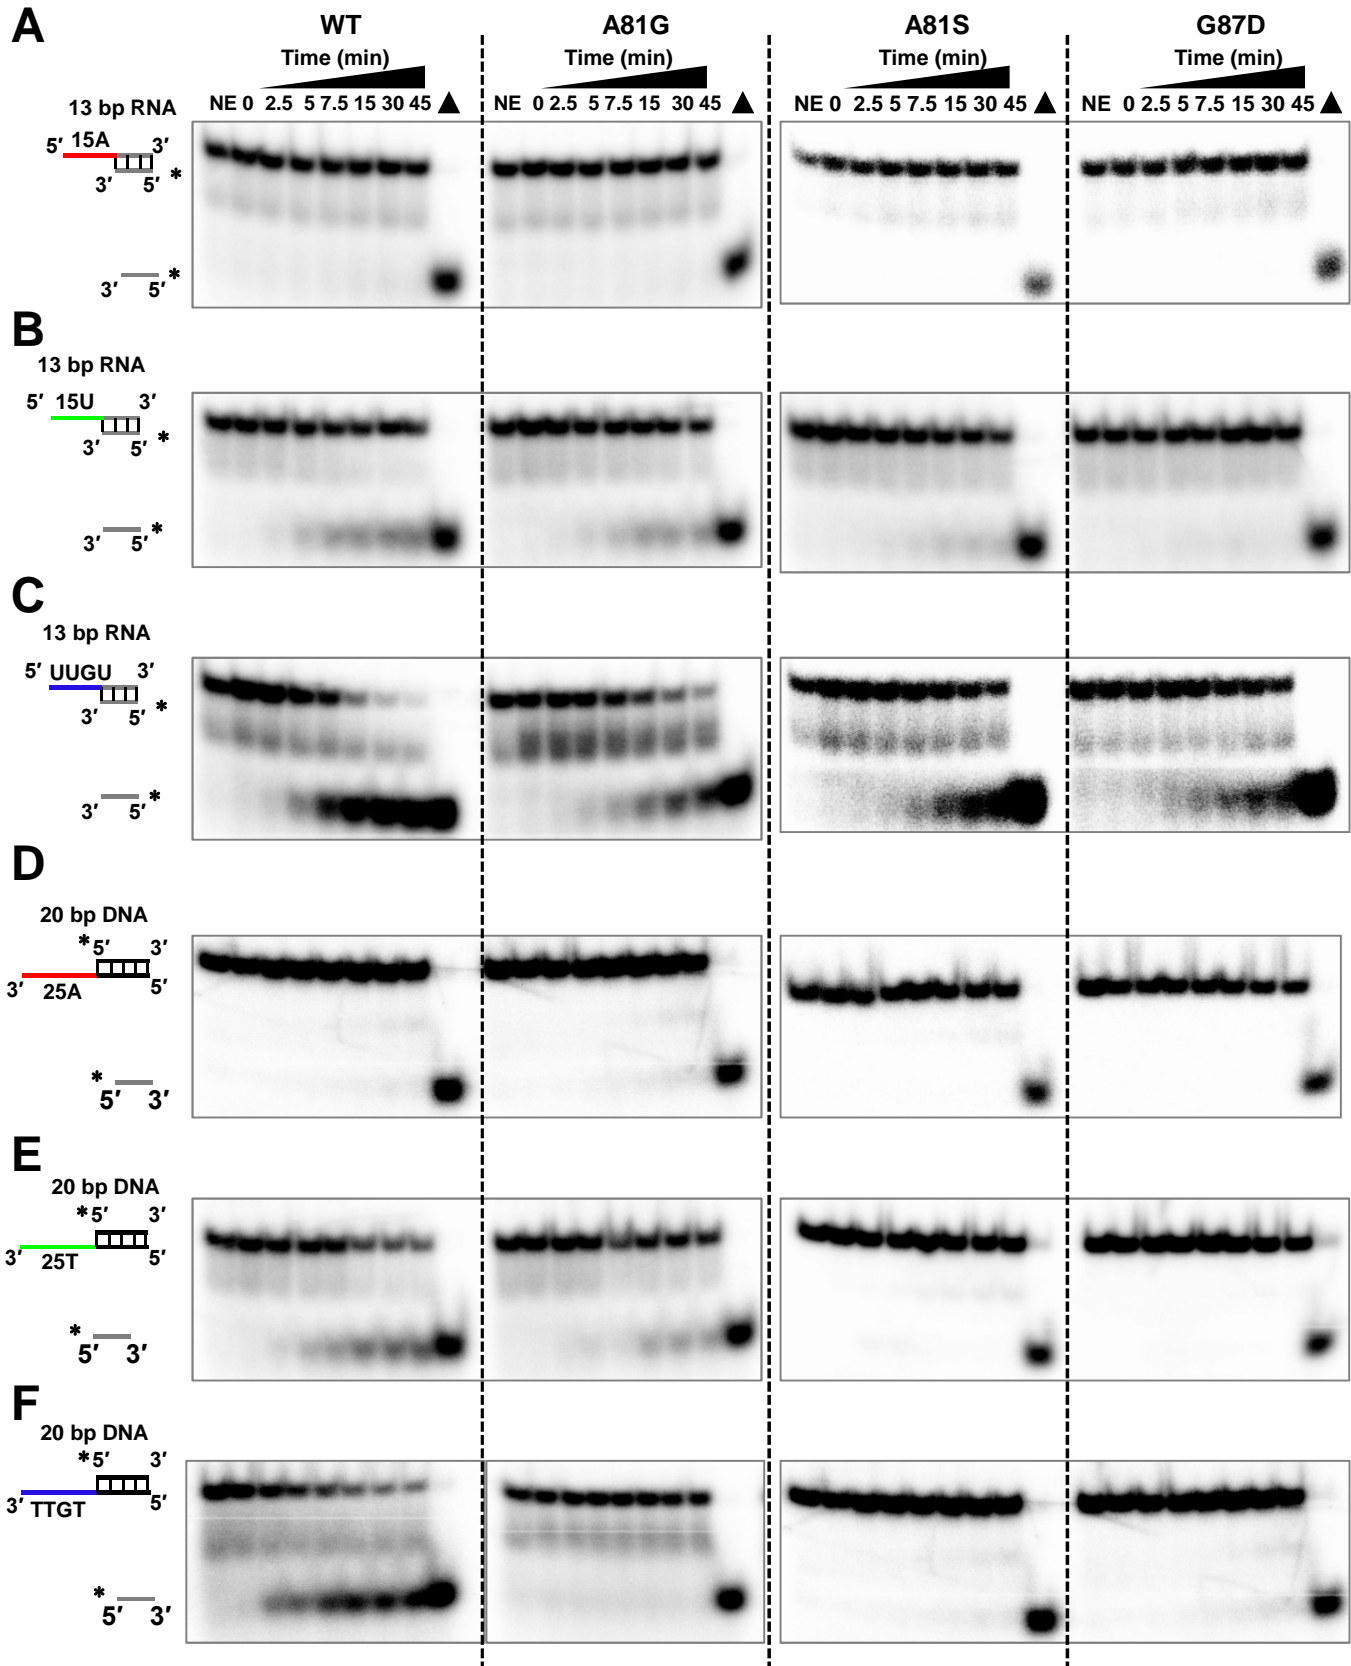 A
WT A81G A81S G87D
Time (min) Time (min) Time (min) Time (min)
NE 0 2.5 5 7.5 15 30 45 ▲ NE 0 2.5 5 7.5 15 30 45 ▲ NE 0 2.5 5 7.5 15 30 45 ▲ NE 0 2.5 5 7.5 15 30 45 ▲
13 bp RNA
5′ 15A 3′
3′ 5′ *
*
3′ 5′
B
13 bp RNA
5′ 15U 3′
3′ 5′ *
*
3′ 5′
C
13 bp RNA
5′ UUGU 3′
3′ 5′ *
*
3′ 5′
D
20 bp DNA
* 5′ 3′
3′ 25A 5′
*
5′ 3′
E
20 bp DNA
* 5′ 3′
3′ 25T 5′
*
5′ 3′
F
20 bp DNA
* 5′ 3′
3′ TTGT 5′
*
5′ 3′